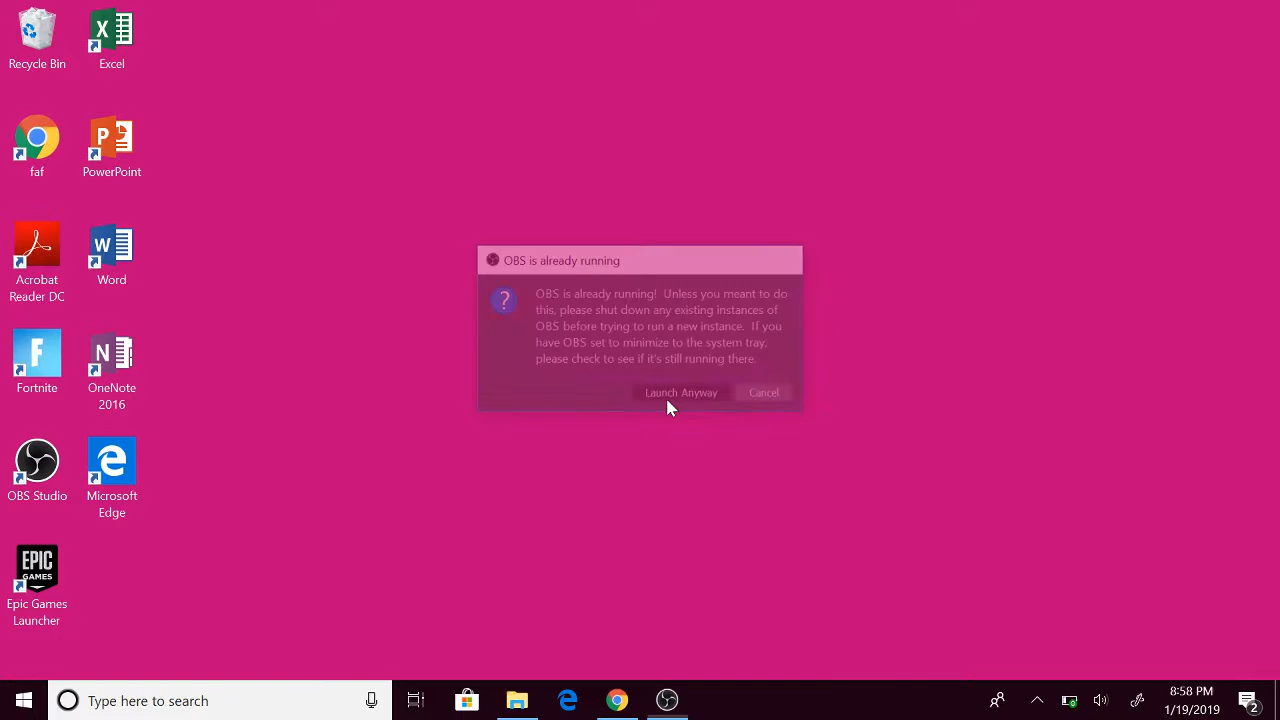 Recycle Bin
Excel
faf
PowerPoint
Acrobat
Reader DC
Word
Fortnite
OneNote
2016
OBS Studio
Microsoft
Edge
EPIC
GAMES
Epic Games
Launcher
OBS is already running
OBS is already running! Unless you meant to do
this, please shut down any existing instances of
OBS before trying to run a new instance. If you
have OBS set to minimize to the system tray,
please check to see if it's still running there.
Launch Anyway
Cancel
Type here to search
8:58 PM
1/19/2019
2